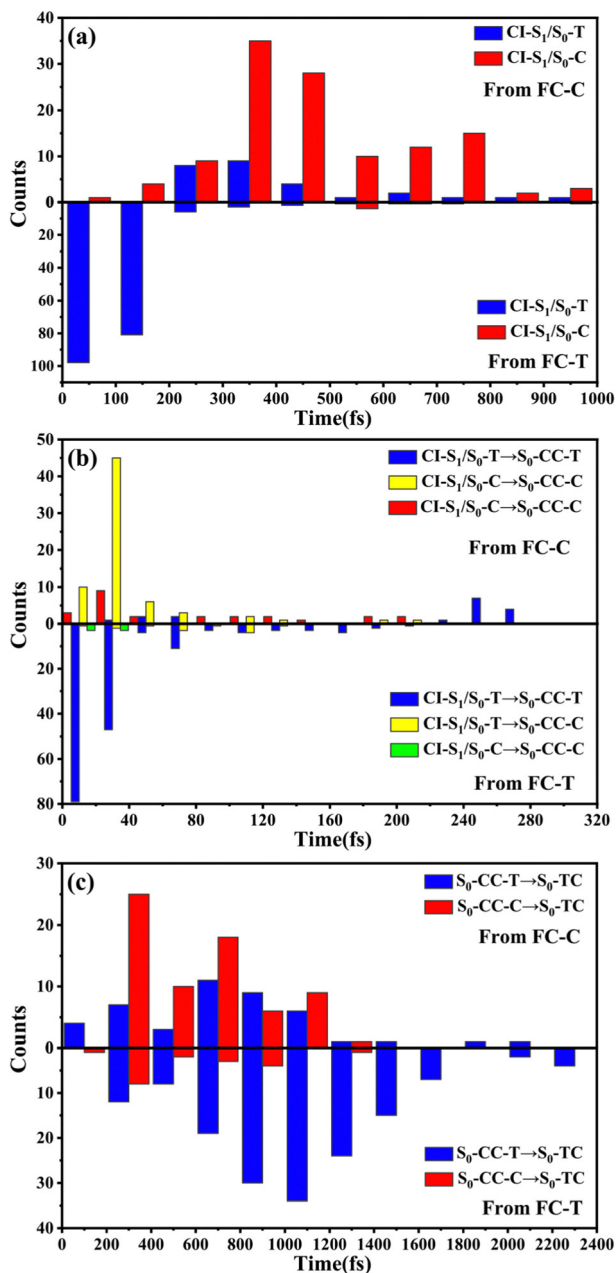 (a)
CI-S1/S0-T
CI-S1/S0-C
From FC-C
40
30
20
10
0
20
40
60
80
100
Counts
CI-S1/S0-T
CI-S1/S0-C
From FC-T
0 100 200 300 400 500 600 700 800 900 1000
Time(fs)
(b)
CI-S1/S0-T→S0-CC-T
CI-S1/S0-C→S0-CC-C
CI-S1/S0-C→S0-CC-C
From FC-C
50
40
30
20
10
0
20
40
60
80
Counts
CI-S1/S0-T→S0-CC-T
CI-S1/S0-T→S0-CC-C
CI-S1/S0-C→S0-CC-C
From FC-T
0 40 80 120 160 200 240 280 320
Time(fs)
(c)
S0-CC-T→S0-TC
S0-CC-C→S0-TC
From FC-C
30
20
10
0
10
20
30
40
Counts
S0-CC-T→S0-TC
S0-CC-C→S0-TC
From FC-T
0 200 400 600 800 1000 1200 1400 1600 1800 2000 2200 2400
Time(fs)